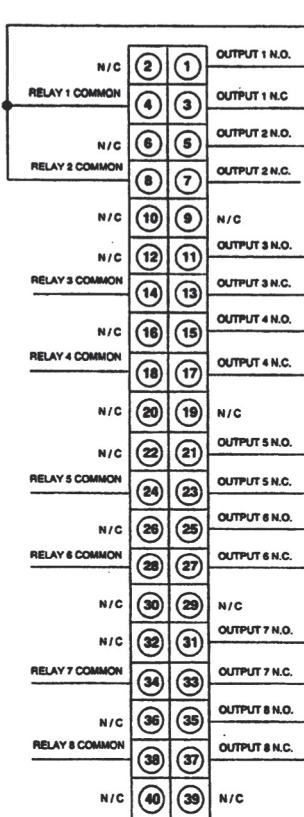 N/C 2 1 OUTPUT 1 N.O.
RELAY 1 COMMON 4 3 OUTPUT 1 N.C
N/C 6 5 OUTPUT 2 N.O.
RELAY 2 COMMON 8 7 OUTPUT 2 N.C.
N/C 10 9 N/C
N/C 12 11 OUTPUT 3 N.O.
RELAY 3 COMMON 14 13 OUTPUT 3 N.C.
N/C 16 15 OUTPUT 4 N.O.
RELAY 4 COMMON 18 17 OUTPUT 4 N.C.
N/C 20 19 N/C
N/C 22 21 OUTPUT 5 N.O.
RELAY 5 COMMON 24 23 OUTPUT 5 N.C.
N/C 26 25 OUTPUT 6 N.O.
RELAY 6 COMMON 28 27 OUTPUT 6 N.C.
N/C 30 29 N/C
N/C 32 31 OUTPUT 7 N.O.
RELAY 7 COMMON 34 33 OUTPUT 7 N.C.
N/C 36 35 OUTPUT 8 N.O.
RELAY 8 COMMON 38 37 OUTPUT 8 N.C.
N/C 40 39 N/C